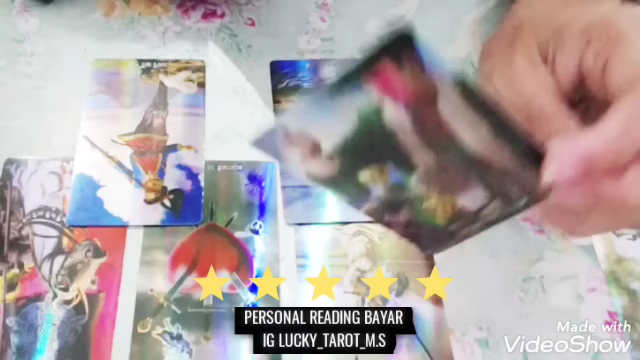 PERSONAL READING BAYAR
IG LUCKY_TAROT_M.S
Made with
VideoShow